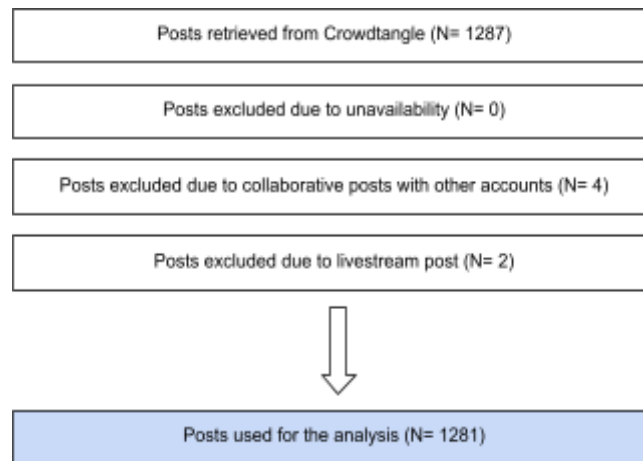 Posts retrieved from Crowdtangle (N= 1287)
Posts excluded due to unavailability (N= 0)
Posts excluded due to collaborative posts with other accounts (N= 4)
Posts excluded due to livestream post (N= 2)
Posts used for the analysis (N= 1281)